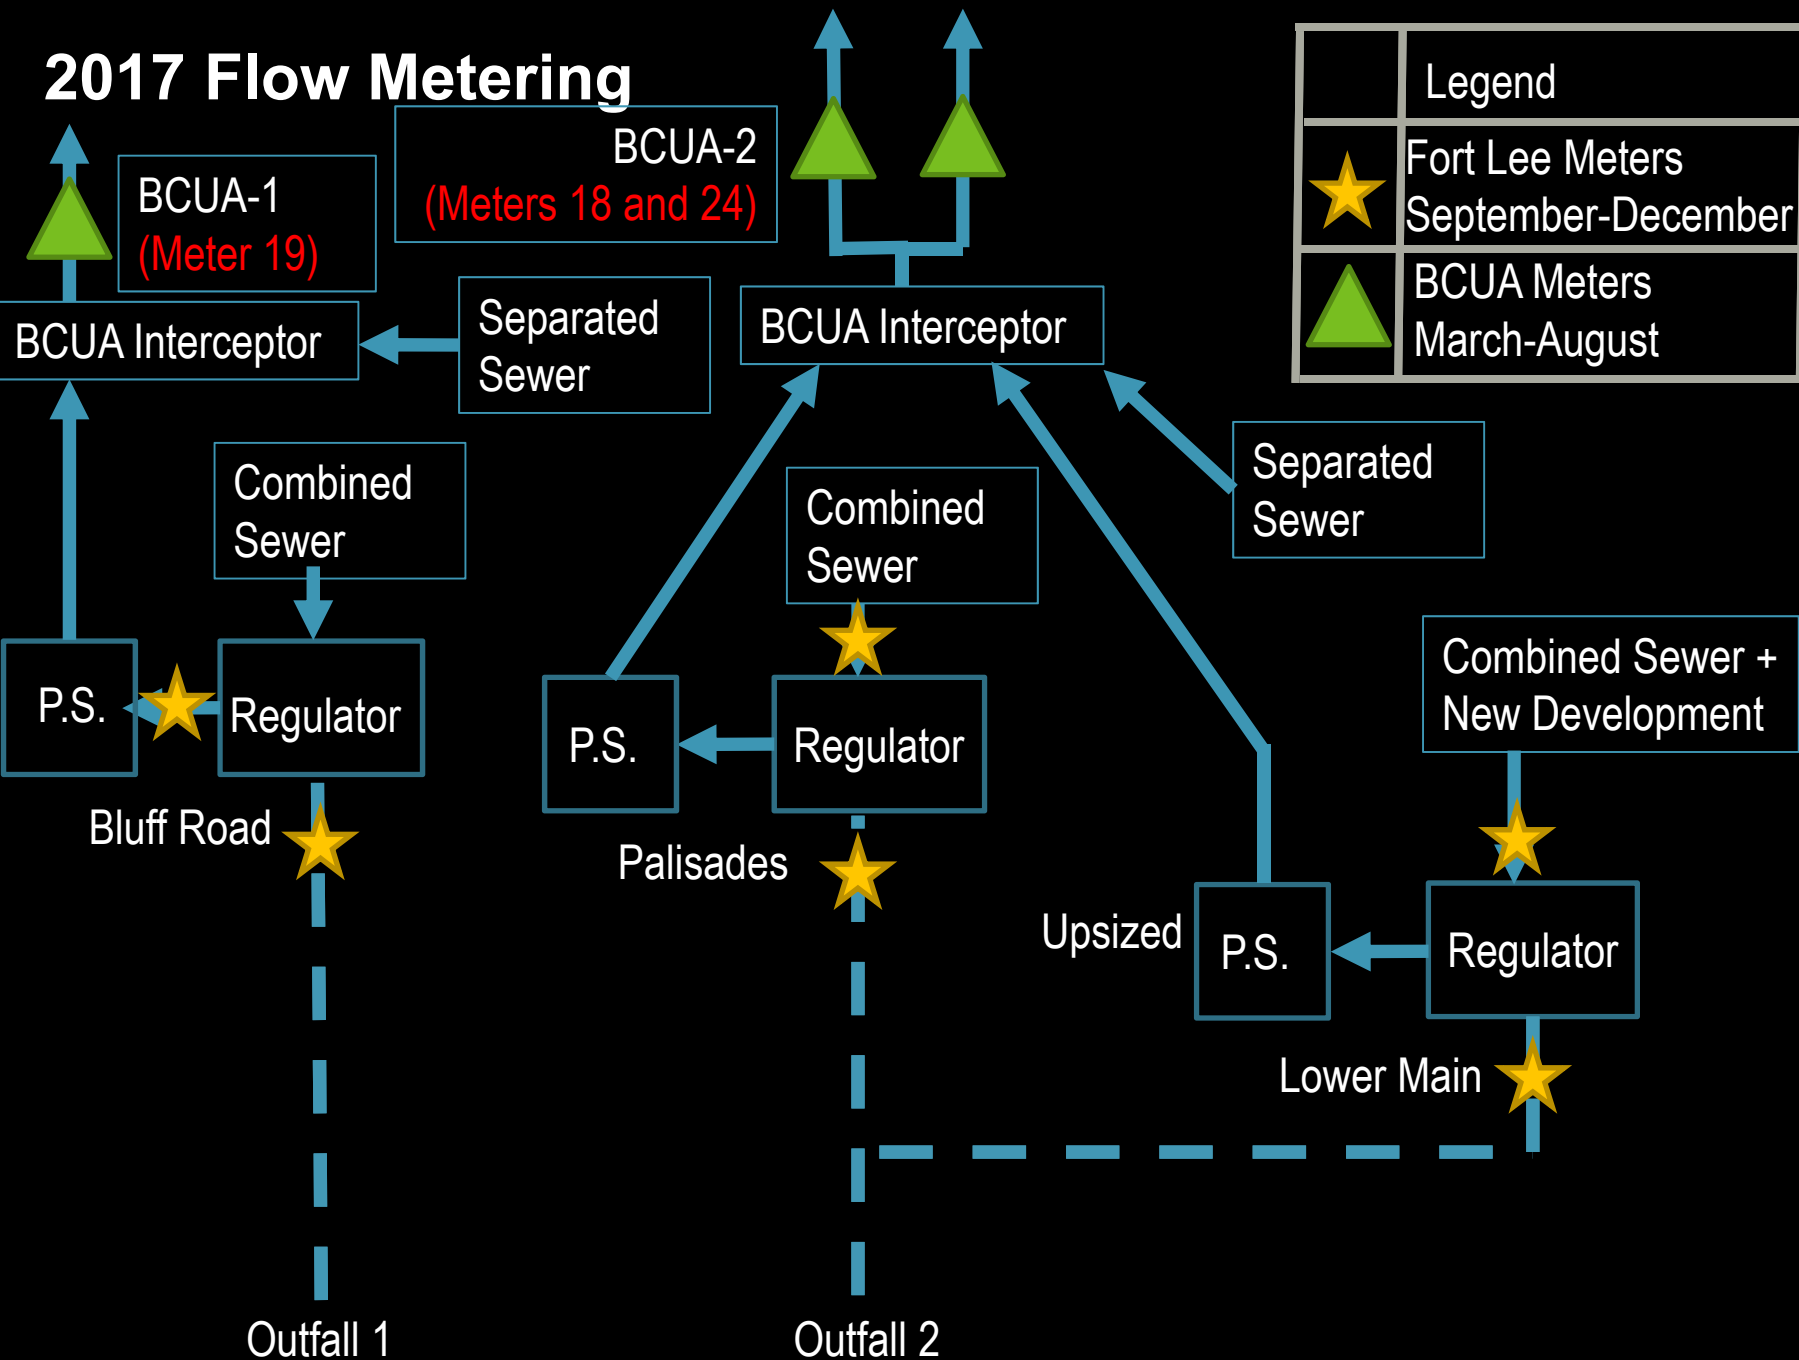 2017 Flow Metering
BCUA-1
(Meter 19)
BCUA-2
(Meters 18 and 24)
Legend
Fort Lee Meters
September-December
BCUA Meters
March-August
BCUA Interceptor
Separated
Sewer
BCUA Interceptor
Separated
Sewer
Combined
Sewer
Combined
Sewer
Combined Sewer +
New Development
P.S.
Regulator
P.S.
Regulator
Bluff Road
Palisades
Upsized
P.S.
Regulator
Lower Main
Outfall 1
Outfall 2